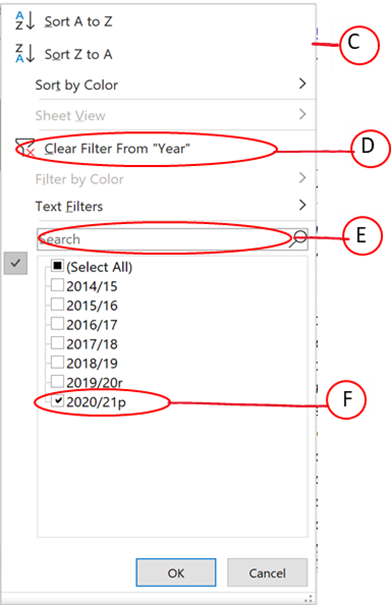 Sort A to Z
C
Sort Z to A
Sort by Color
Sheet View
Clear Filter From "Year"
D
Filter by Color
Text Filters
Search
E
(Select All)
2014/15
2015/16
2016/17
2017/18
2018/19
2019/20r
2020/21p
F
OK
Cancel